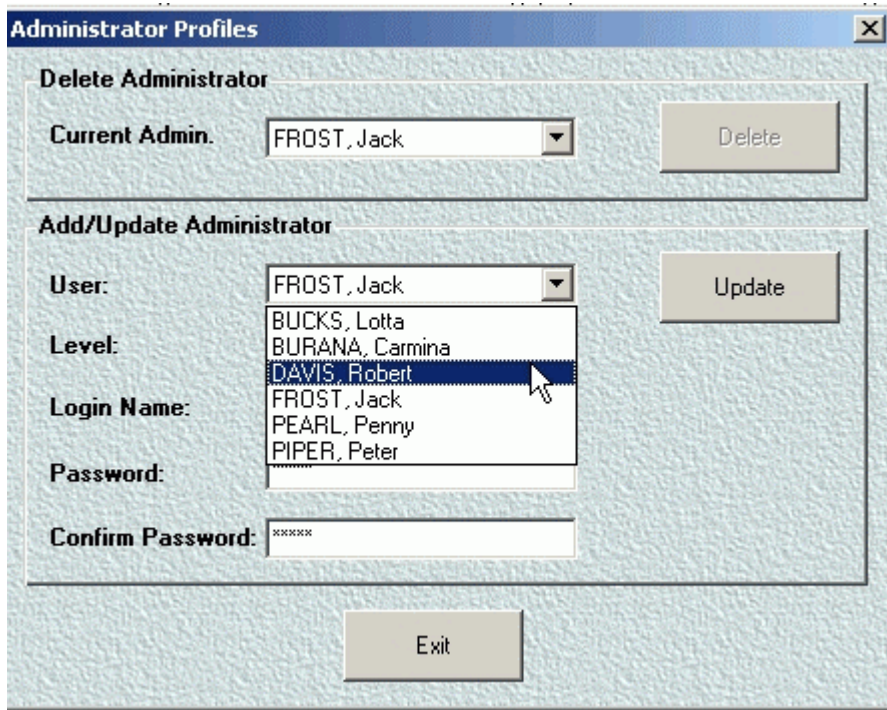 Administrator Profiles
Delete Administrator
Current Admin.
FROST, Jack
Delete
Add/Update Administrator
User:
FROST, Jack
Update
BUCKS, Lotta
Level:
BURANA, Carmina
DAVIS, Robert
Login Name:
FROST, Jack
PEARL, Penny
PIPER, Peter
Password:
Confirm Password:
*****
Exit